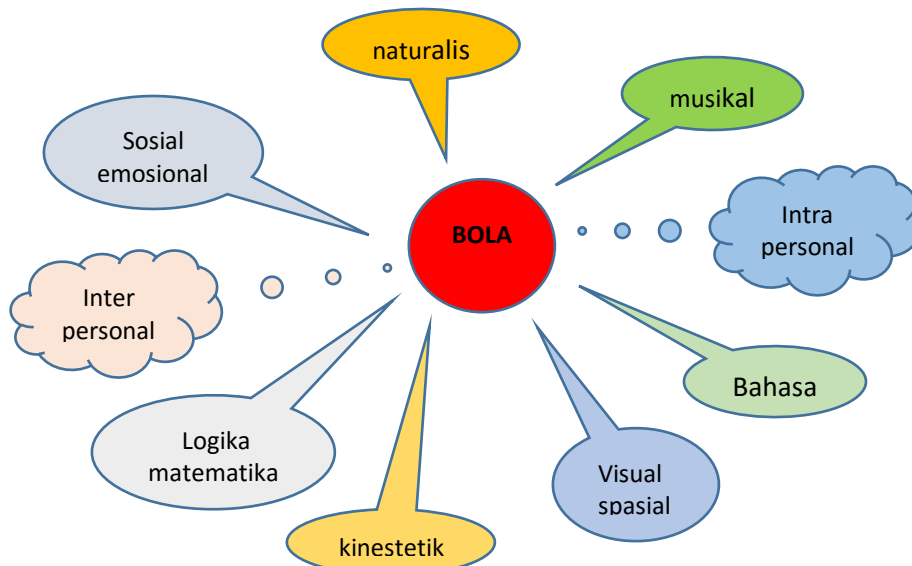 naturalis
musikal
Sosial
emosional
Intra
personal
BOLA
Inter
personal
Bahasa
Logika
matematika
Visual
spasial
kinestetik